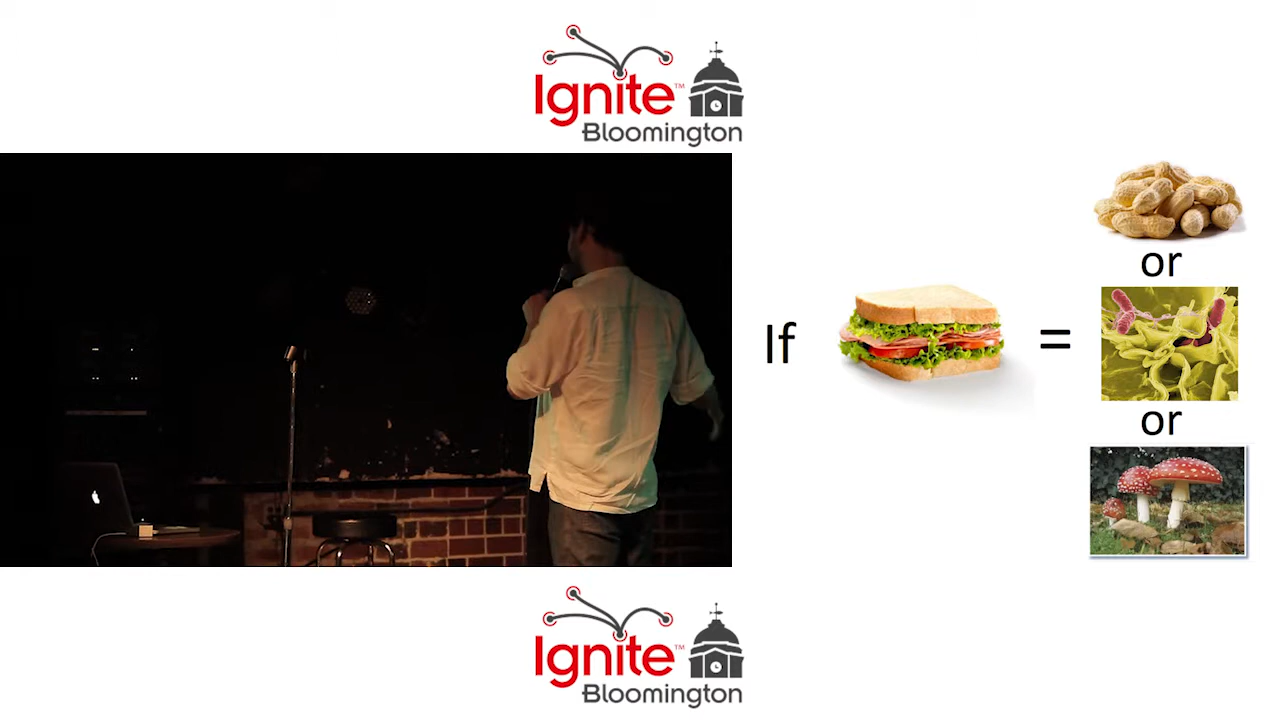 Ignite™
Bloomington
If
=
or
or
Ignite™
Bloomington